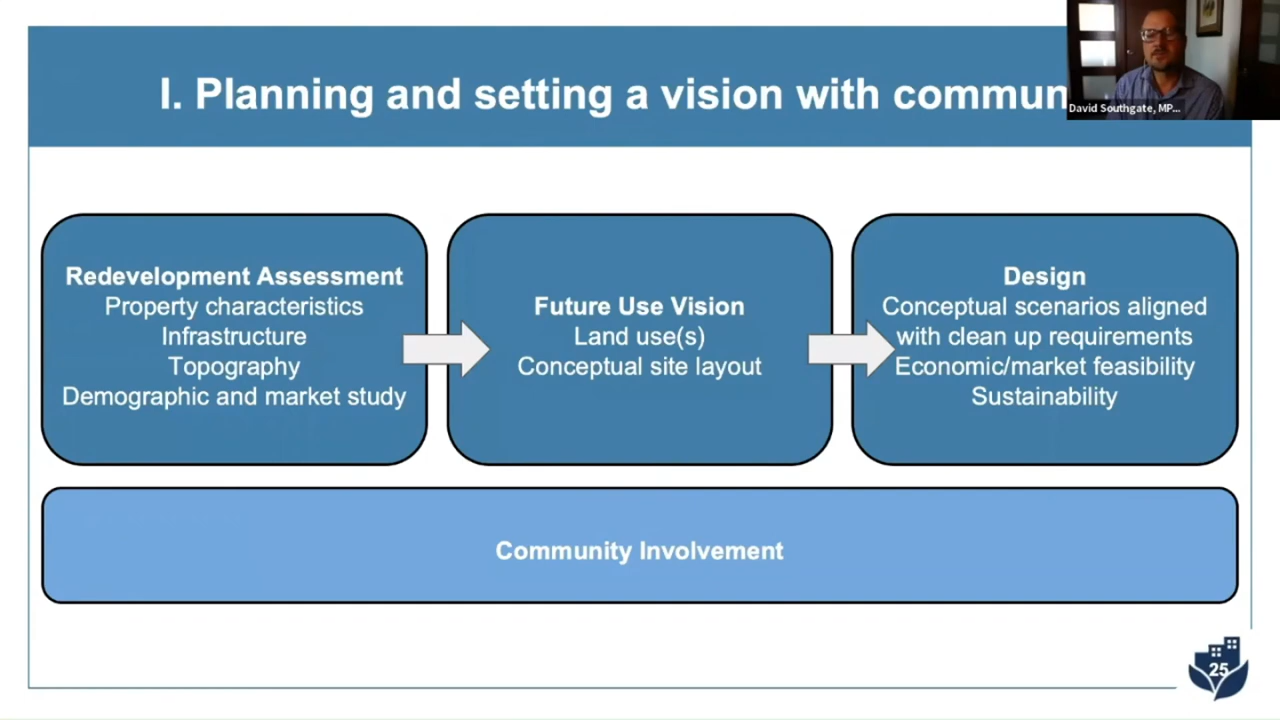 I. Planning and setting a vision with commun
David Southgate, MP...
Redevelopment Assessment
Property characteristics
Infrastructure
Topography
Demographic and market study
Future Use Vision
Land use(s)
Conceptual site layout
Design
Conceptual scenarios aligned
with clean up requirements
Economic/market feasibility
Sustainability
Community Involvement
25